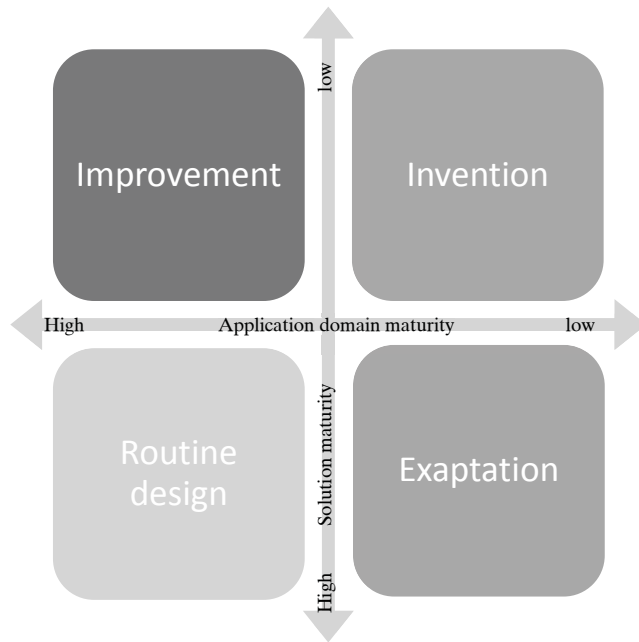 low
Improvement
Invention
High
Application domain maturity
low
Routine
design
Solution maturity
Exaptation
High